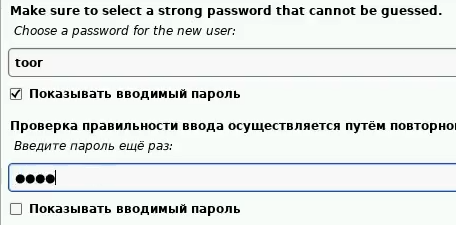 Make sure to select a strong password that cannot be guessed.
Choose a password for the new user:
toor
Показывать вводимый пароль
Проверка правильности ввода осуществляется путём
Введите пароль ещё раз:
●●●●
Показывать вводимый пароль